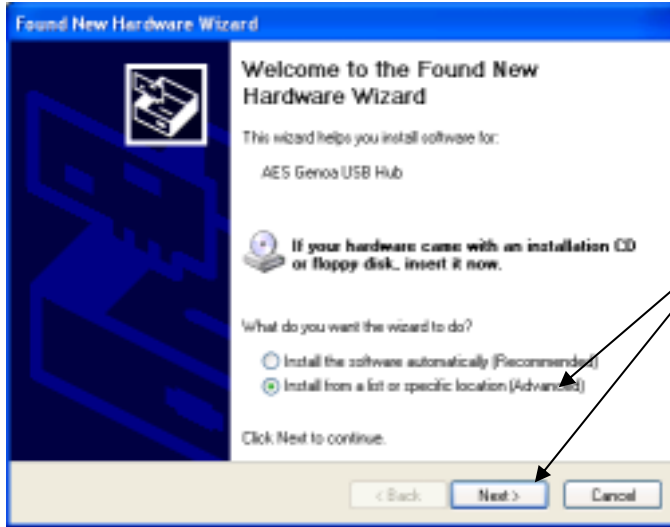 Found New Hardware Wizard
Welcome to the Found New
Hardware Wizard
This wizard helps you install software for:
AES Genoa USB Hub
If your hardware came with an installation CD
or floppy disk, insert it now.
What do you want the wizard to do?
Install the software automatically (Recommended)
Install from a list or specific location (Advanced)
Click Next to continue.
< Back Next > Cancel